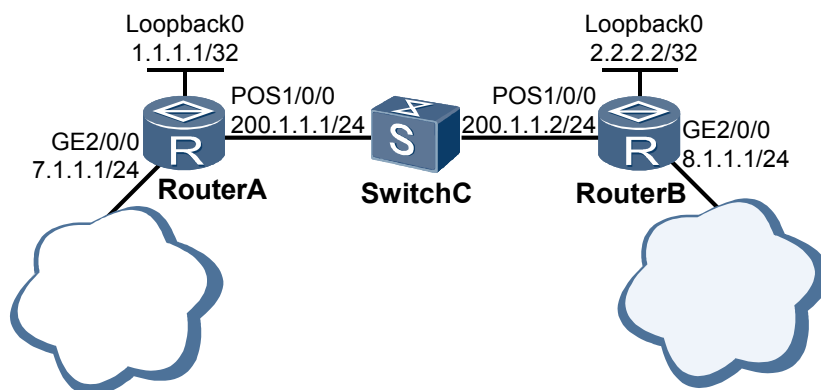 Loopback0
1.1.1.1/32
Loopback0
2.2.2.2/32
POS1/0/0
200.1.1.1/24
POS1/0/0
200.1.1.2/24
GE2/0/0
7.1.1.1/24
GE2/0/0
8.1.1.1/24
R
S
R
RouterA
SwitchC
RouterB